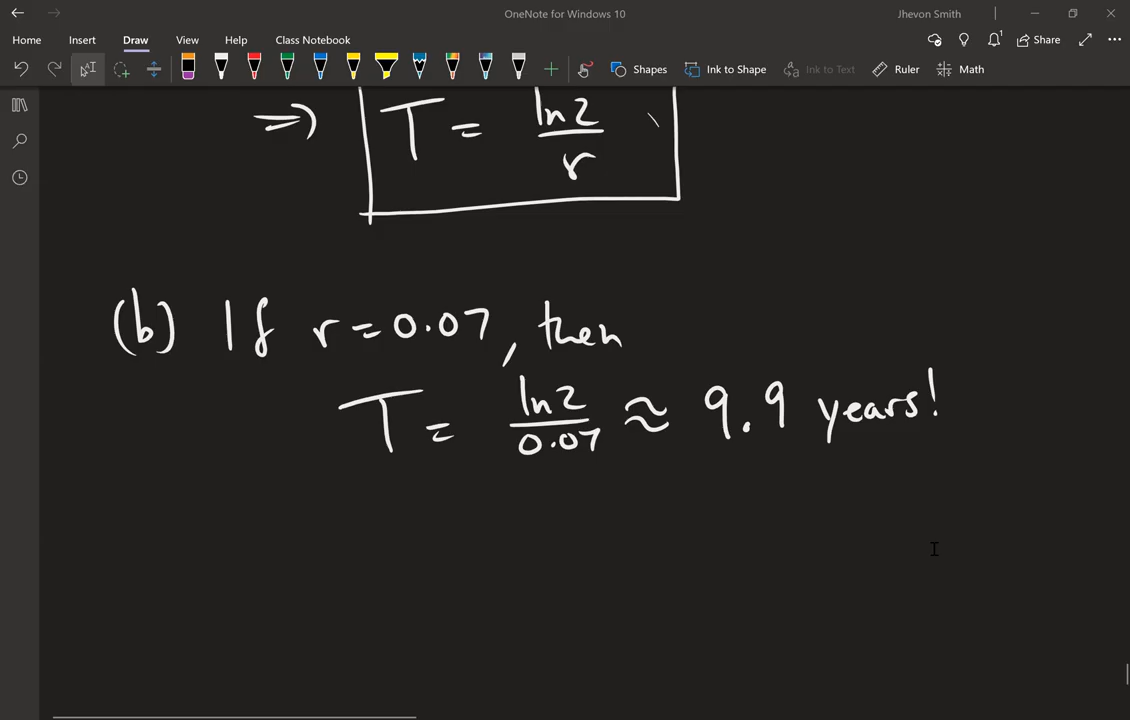 OneNote for Windows 10
Jhevon Smith
Home Insert Draw View Help Class Notebook
1 Share
Shapes Ink to Shape Ink to Text Ruler Math
=> T = ln2/r
(b) If r=0.07, then
T = ln2/0.07 ≈ 9.9 years!